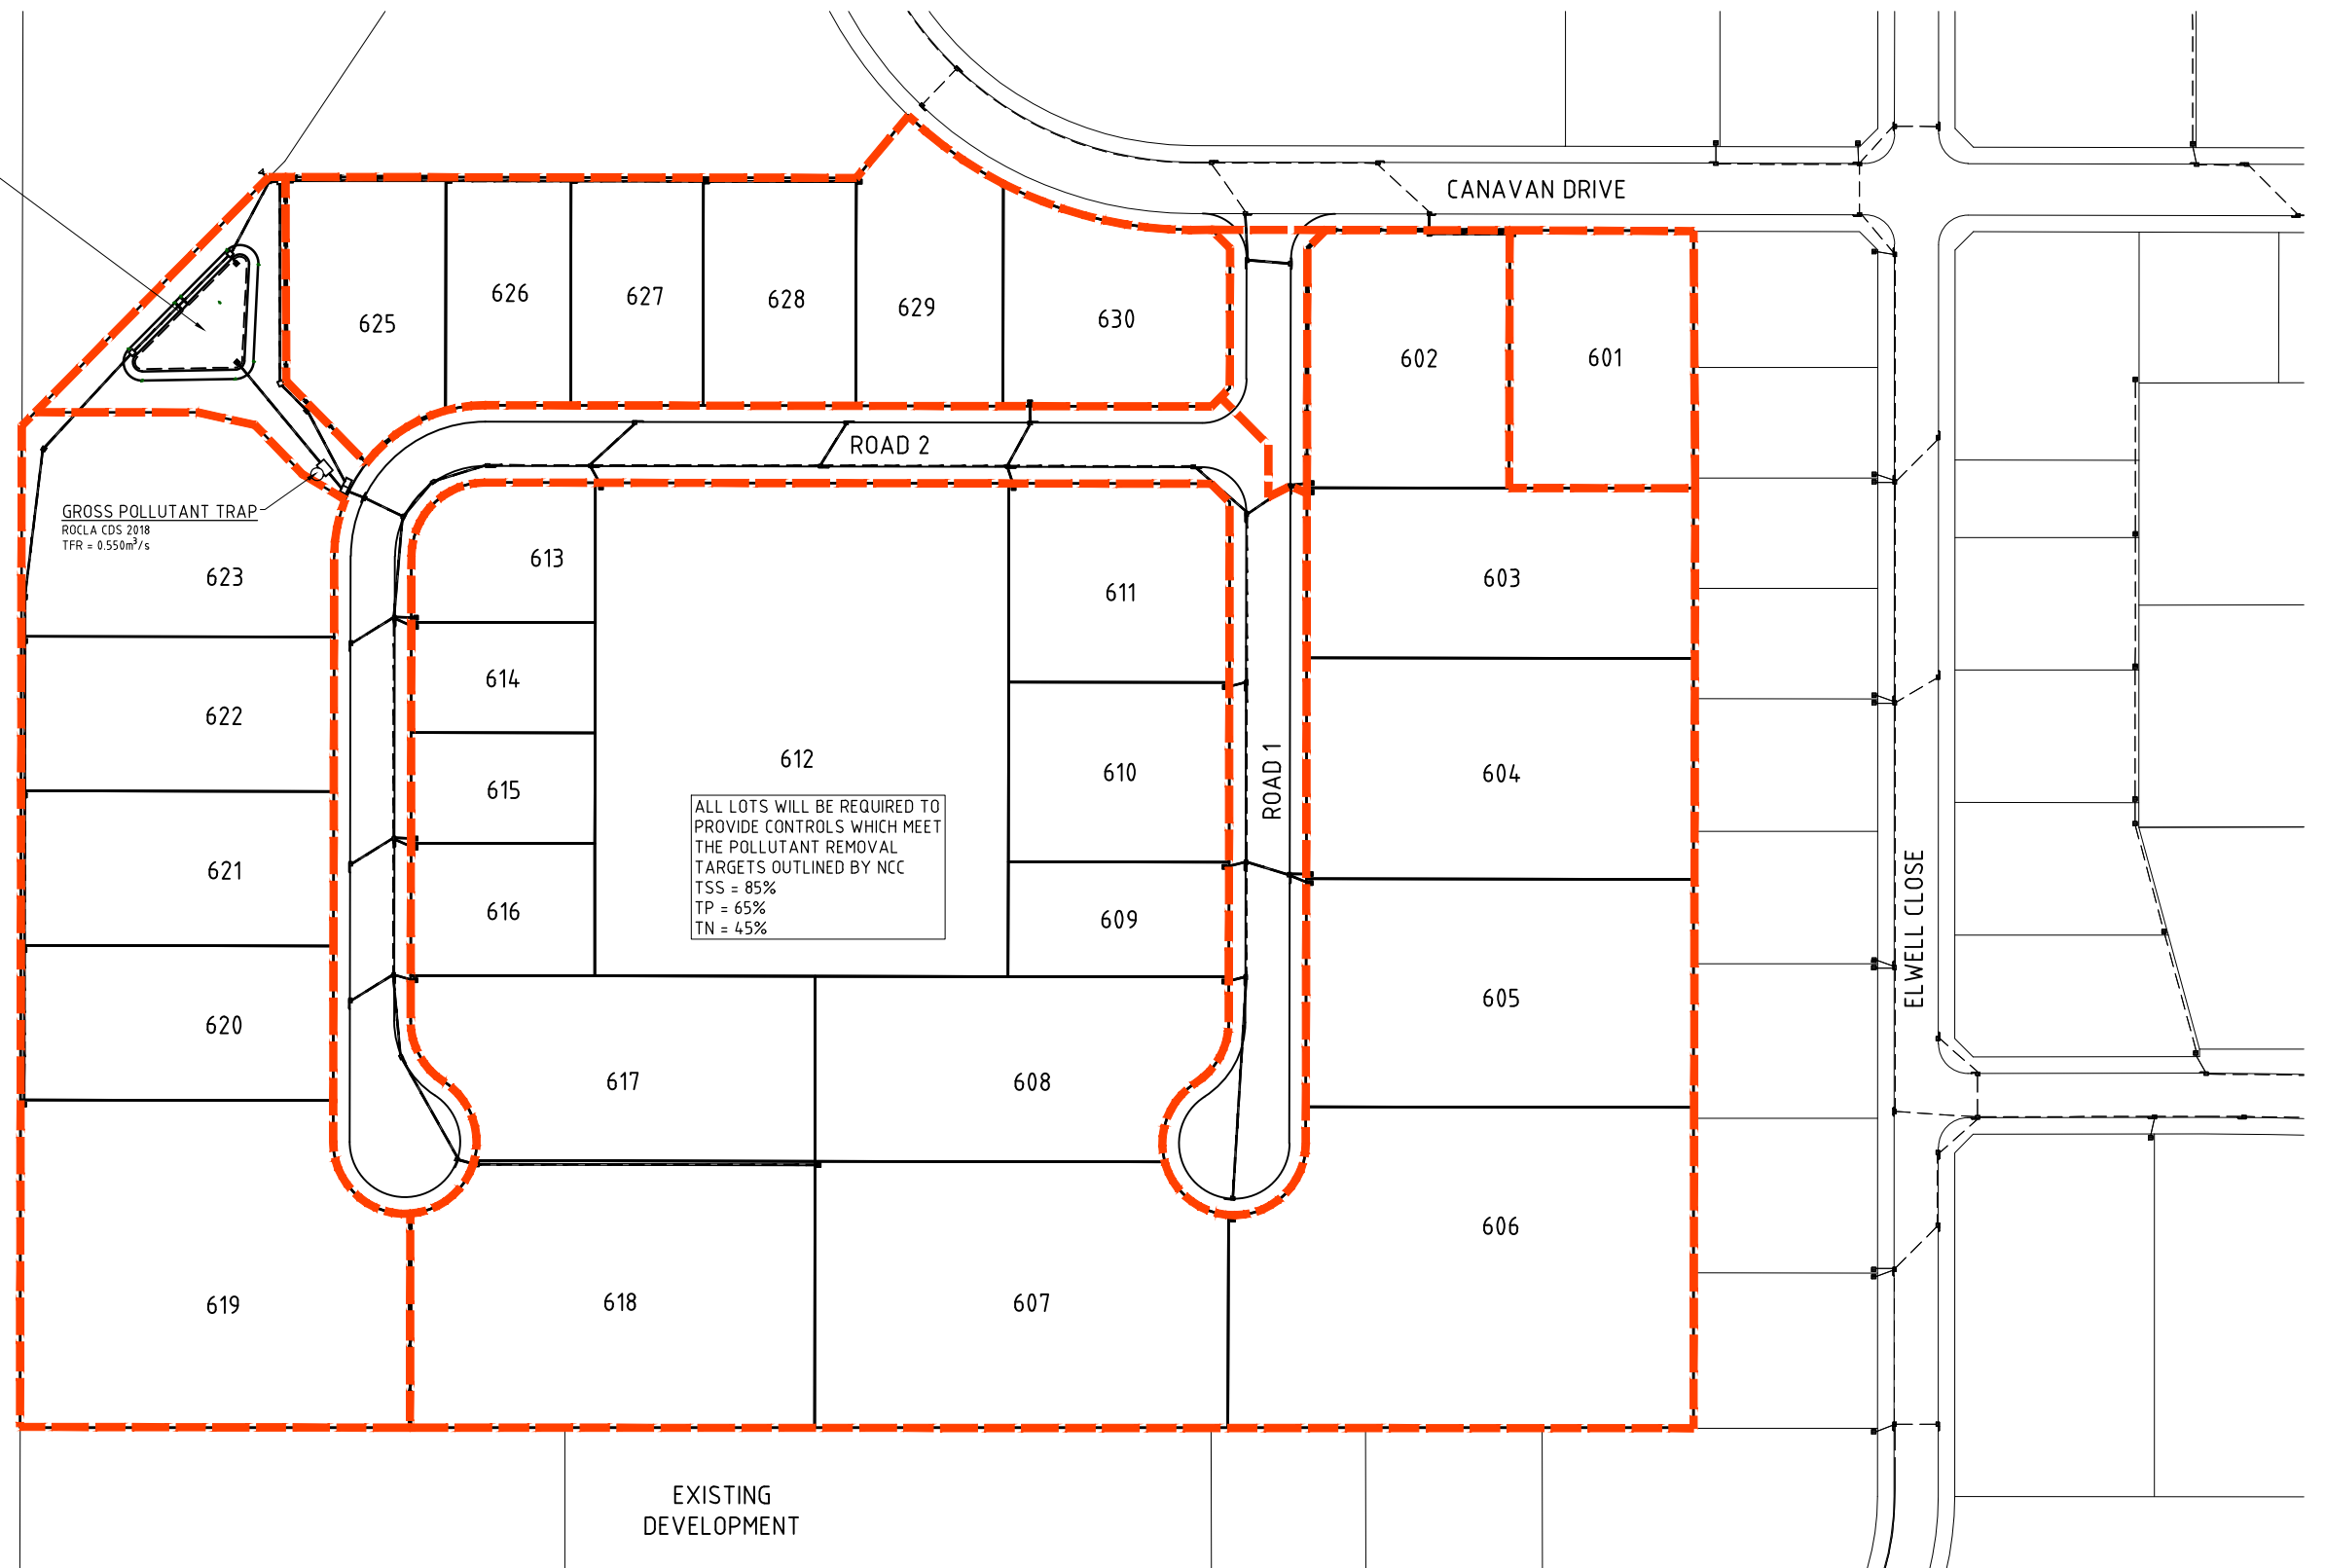 CANAVAN DRIVE
625
626
627
628
629
630
602
601
ROAD 2
GROSS POLLUTANT TRAP
ROCLA CDS 2018
TFR = 0.550m³/s
623
613
611
603
622
614
612
610
ROAD 1
604
615
ALL LOTS WILL BE REQUIRED TO
PROVIDE CONTROLS WHICH MEET
THE POLLUTANT REMOVAL
TARGETS OUTLINED BY NCC
TSS = 85%
TP = 65%
TN = 45%
621
616
609
ELWELL CLOSE
605
620
617
608
606
619
618
607
EXISTING
DEVELOPMENT